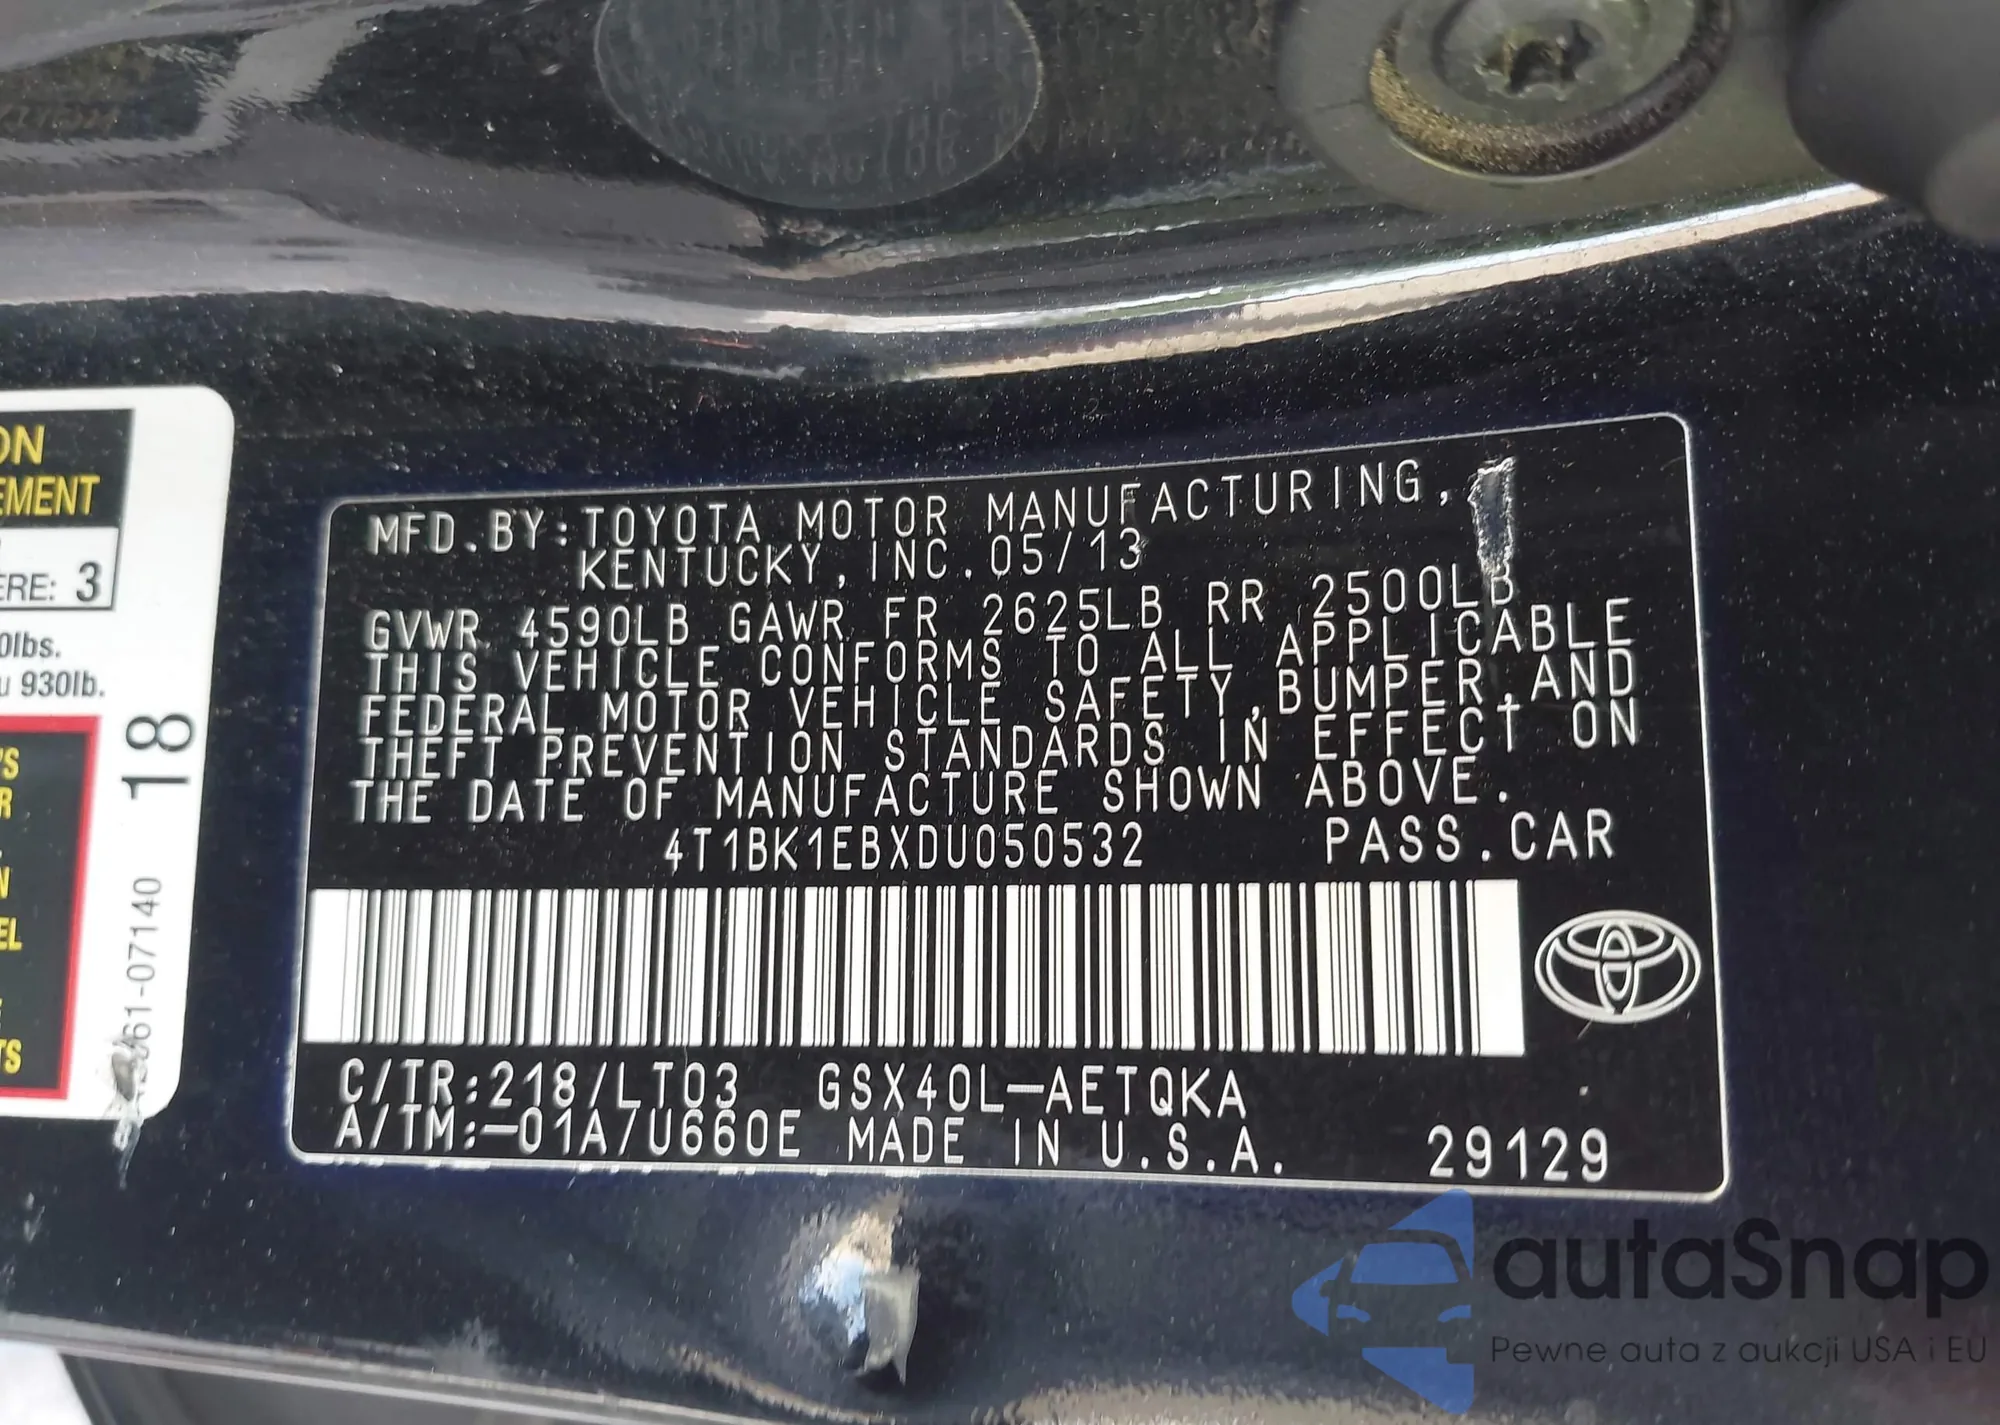 ON
EMENT
ERE: 3
0lbs.
u 930lb.
18
61-07140
MFD.BY:TOYOTA MOTOR MANUFACTURING,
KENTUCKY,INC.05/13
GVWR 4590LB GAWR FR 2625LB RR 2500LB
THIS VEHICLE CONFORMS TO ALL APPLICABLE
FEDERAL MOTOR VEHICLE SAFETY,BUMPER,AND
THEFT PREVENTION STANDARDS IN EFFECT ON
THE DATE OF MANUFACTURE SHOWN ABOVE.
4T1BK1EBXDU050532 PASS.CAR
C/TR:218/LT03 GSX40L-AETQKA
A/TM:-01A/U660E MADE IN U.S.A. 29129
autaSnap
Pewne auta z aukcji USA i EU